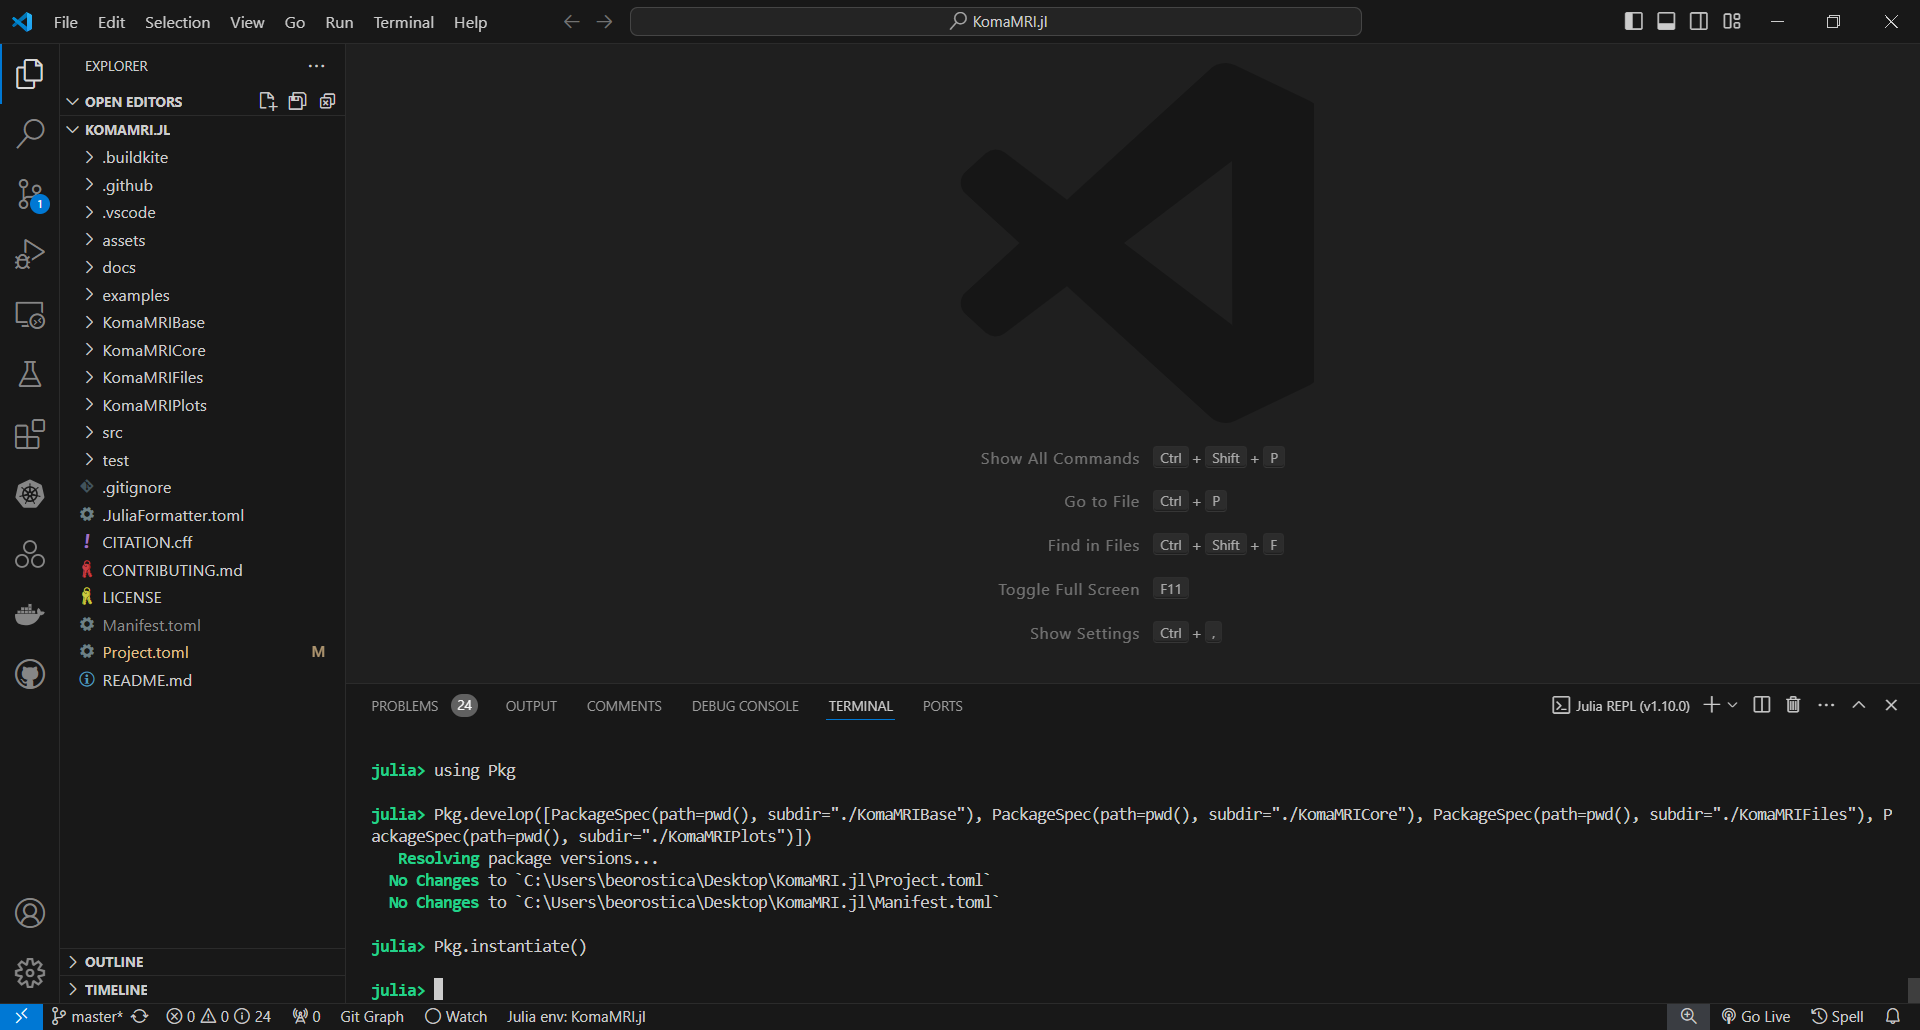 File Edit Selection View Go Run Terminal Help
KomaMRI.jl
EXPLORER
OPEN EDITORS
KOMAMRI.JL
.buildkite
.github
.vscode
assets
docs
examples
KomaMRIBase
KomaMRICore
KomaMRIFiles
KomaMRIPlots
src
test
.gitignore
.JuliaFormatter.toml
CITATION.cff
CONTRIBUTING.md
LICENSE
Manifest.toml
Project.toml M
README.md
OUTLINE
TIMELINE
1
Show All Commands Ctrl + Shift + P
Go to File Ctrl + P
Find in Files Ctrl + Shift + F
Toggle Full Screen F11
Show Settings Ctrl + ,
PROBLEMS 24 OUTPUT COMMENTS DEBUG CONSOLE TERMINAL PORTS
Julia REPL (v1.10.0)
julia> using Pkg
julia> Pkg.develop([PackageSpec(path=pwd(), subdir="./KomaMRIBase"), PackageSpec(path=pwd(), subdir="./KomaMRICore"), PackageSpec(path=pwd(), subdir="./KomaMRIFiles"), P
ackageSpec(path=pwd(), subdir="./KomaMRIPlots")])
Resolving package versions...
No Changes to `C:\Users\beorostica\Desktop\KomaMRI.jl\Project.toml`
No Changes to `C:\Users\beorostica\Desktop\KomaMRI.jl\Manifest.toml`
julia> Pkg.instantiate()
julia>
master* 0 0 24 0 Git Graph Watch Julia env: KomaMRI.jl
Go Live Spell